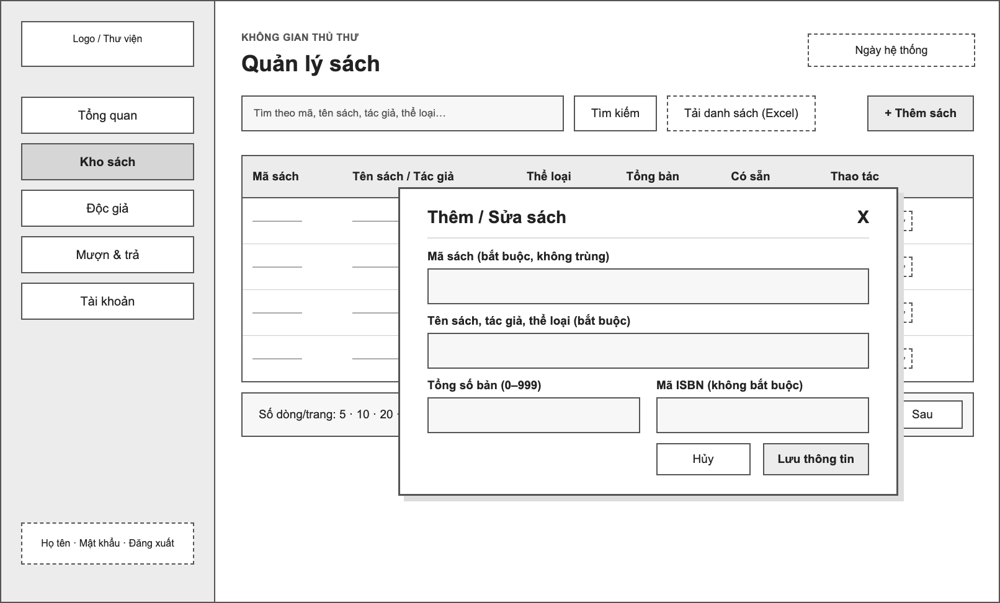 Logo / Thư viện
Tổng quan
Kho sách
Độc giả
Mượn & trả
Tài khoản
Họ tên · Mật khẩu · Đăng xuất
KHÔNG GIAN THỦ THƯ
Quản lý sách
Ngày hệ thống
Tìm theo mã, tên sách, tác giả, thể loại...
Tìm kiếm
Tải danh sách (Excel)
+ Thêm sách
Mã sách Tên sách / Tác giả Thể loại Tổng bản Có sẵn Thao tác
Thêm / Sửa sách X
Mã sách (bắt buộc, không trùng)
Tên sách, tác giả, thể loại (bắt buộc)
Tổng số bản (0–999) Mã ISBN (không bắt buộc)
Hủy Lưu thông tin
Số dòng/trang: 5 · 10 · 20 ·
Sau